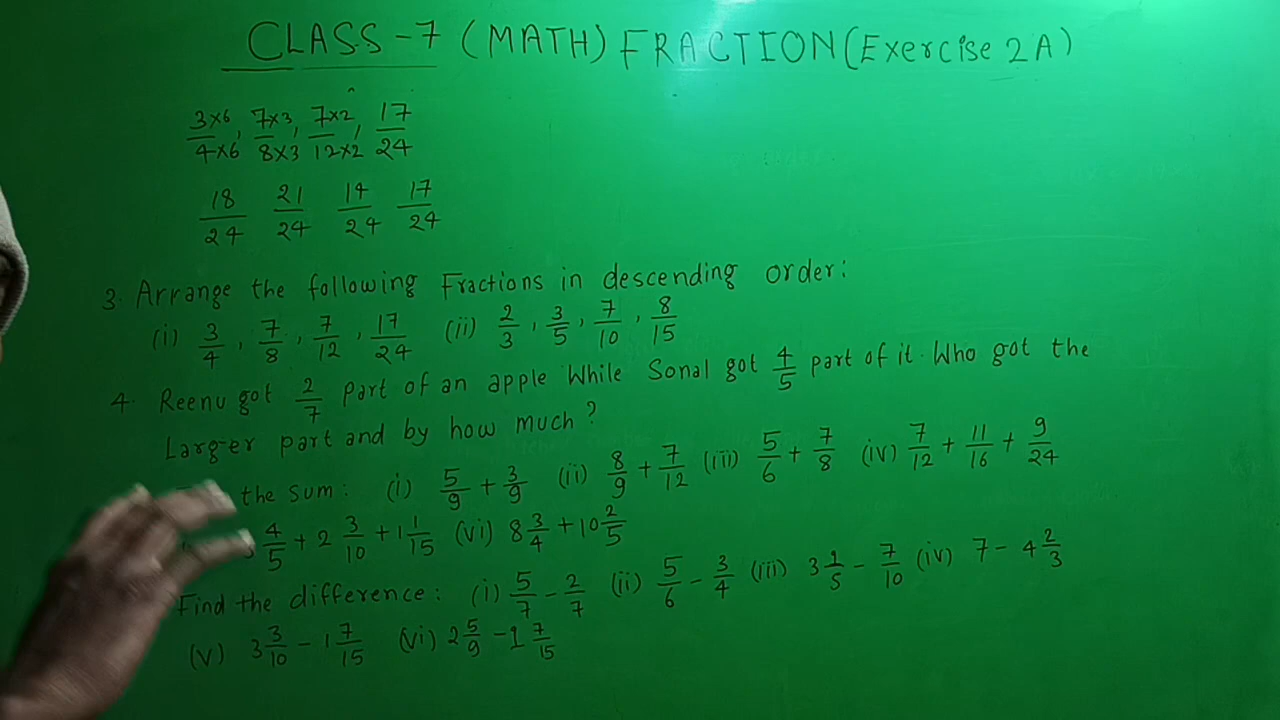 CLASS-7 (MATH) FRACTION (Exercise 2A)
3×6/4×6, 7×3/8×3, 7×2/12×2, 17/24
18/24 21/24 14/24 17/24
3. Arrange the following Fractions in descending order:
(i) 3/4, 7/8, 7/12, 17/24 (ii) 2/3, 3/5, 7/10, 8/15
4. Reenu got 2/7 part of an apple While Sonal got 4/5 part of it. Who got the
Larger part and by how much?
the sum: (i) 5/9 + 3/9 (ii) 8/9 + 7/12 (iii) 5/6 + 7/8 (iv) 7/12 + 11/16 + 9/24
4/5 + 2 3/10 + 1 1/15 (vi) 8 3/4 + 10 2/5
Find the difference: (i) 5/7 - 2/7 (ii) 5/6 - 3/4 (iii) 3 1/5 - 7/10 (iv) 7 - 4 2/3
(v) 3 3/10 - 1 7/15 (vi) 2 5/9 - 1 7/15